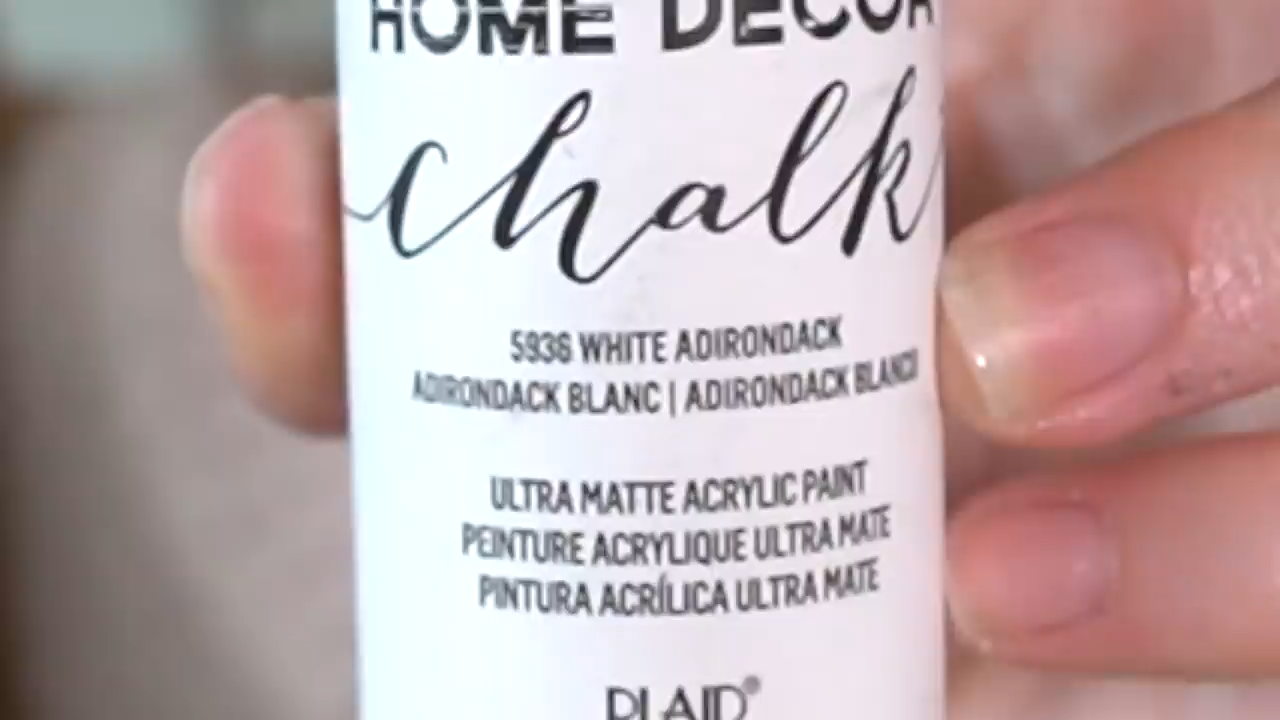 HOME DECOR
chalk
5936 WHITE ADIRONDACK
ADIRONDACK BLANC | ADIRONDACK BLANCO
ULTRA MATTE ACRYLIC PAINT
PEINTURE ACRYLIQUE ULTRA MATE
PINTURA ACRÍLICA ULTRA MATE
PLAID®